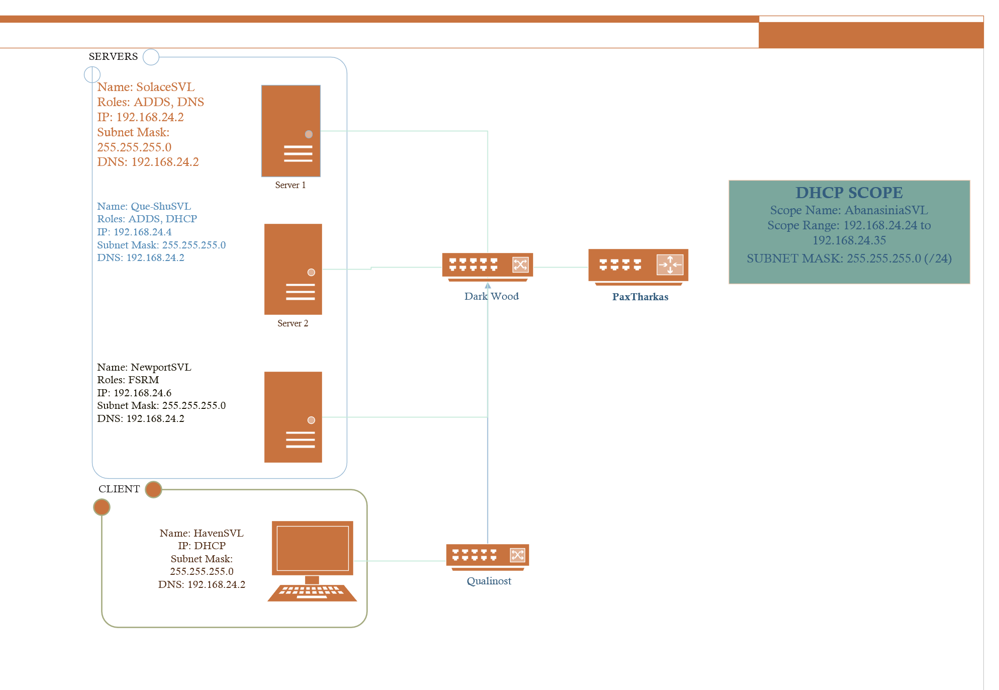 SERVERS
Name: SolaceSVL
Roles: ADDS, DNS
IP: 192.168.24.2
Subnet Mask:
255.255.255.0
DNS: 192.168.24.2
Server 1
Name: Que-ShuSVL
Roles: ADDS, DHCP
IP: 192.168.24.4
Subnet Mask: 255.255.255.0
DNS: 192.168.24.2
Server 2
Name: NewportSVL
Roles: FSRM
IP: 192.168.24.6
Subnet Mask: 255.255.255.0
DNS: 192.168.24.2
Dark Wood
PaxTharkas
DHCP SCOPE
Scope Name: AbanasiniaSVL
Scope Range: 192.168.24.24 to
192.168.24.35
SUBNET MASK: 255.255.255.0 (/24)
CLIENT
Name: HavenSVL
IP: DHCP
Subnet Mask:
255.255.255.0
DNS: 192.168.24.2
Qualinost